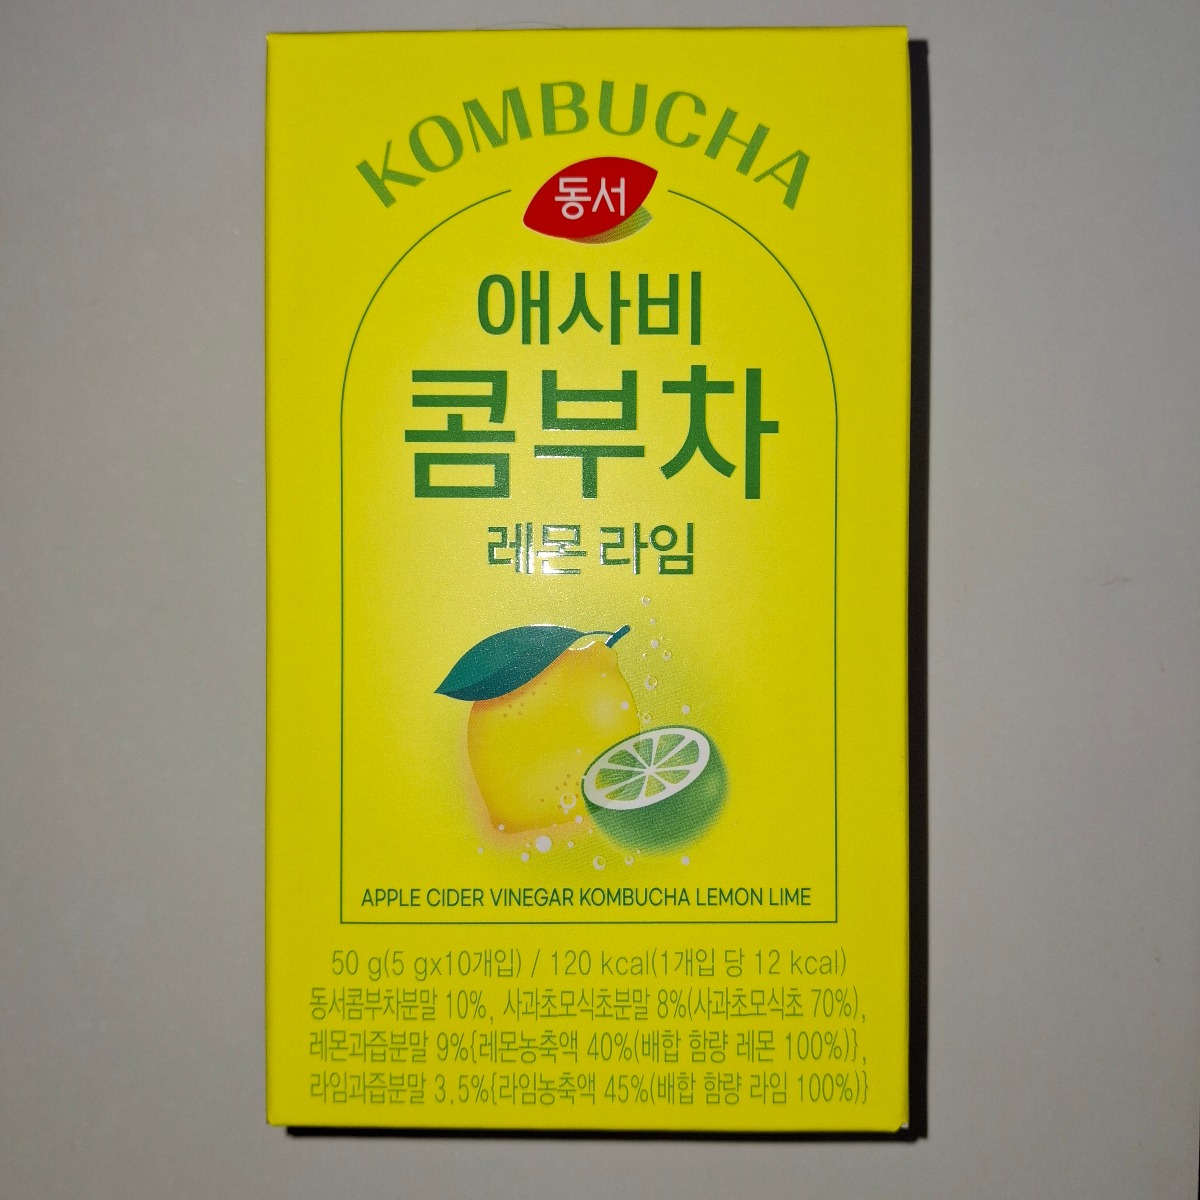 KOMBUCHA
동서
애사비
콤부차
레몬 라임
APPLE CIDER VINEGAR KOMBUCHA LEMON LIME
50 g(5 gx10개입) / 120 kcal(1개입 당 12 kcal)
동서콤부차분말 10%, 사과초모식초분말 8%(사과초모식초 70%),
레몬과즙분말 9%{레몬농축액 40%(배합 함량 레몬 100%)},
라임과즙분말 3.5%{라임농축액 45%(배합 함량 라임 100%)}